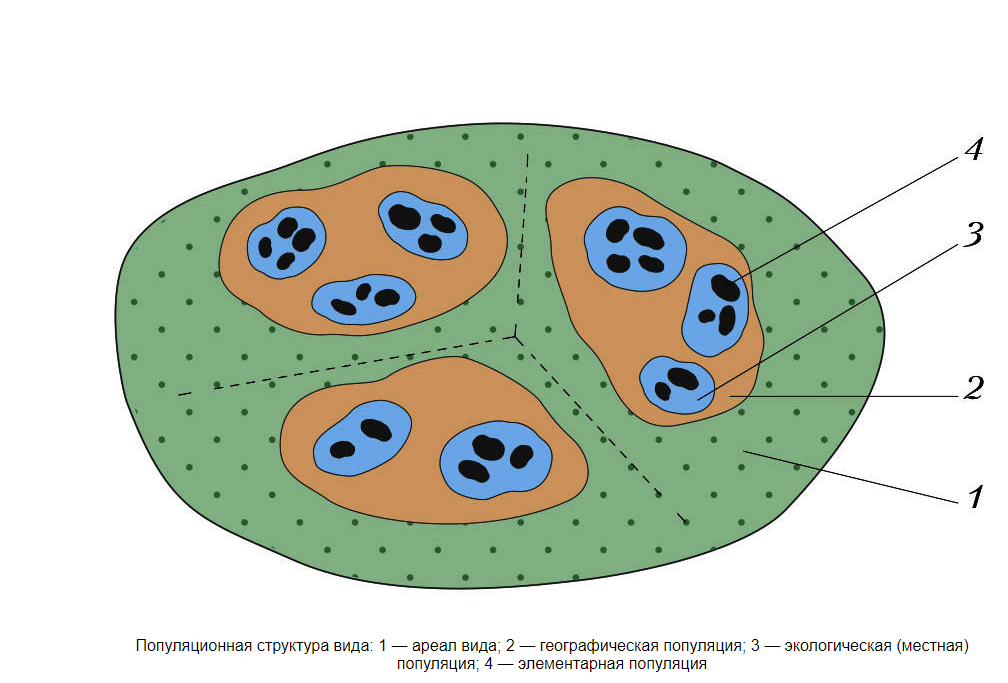 4
3
2
1
Популяционная структура вида: 1 — ареал вида; 2 — географическая популяция; 3 — экологическая (местная)
популяция; 4 — элементарная популяция